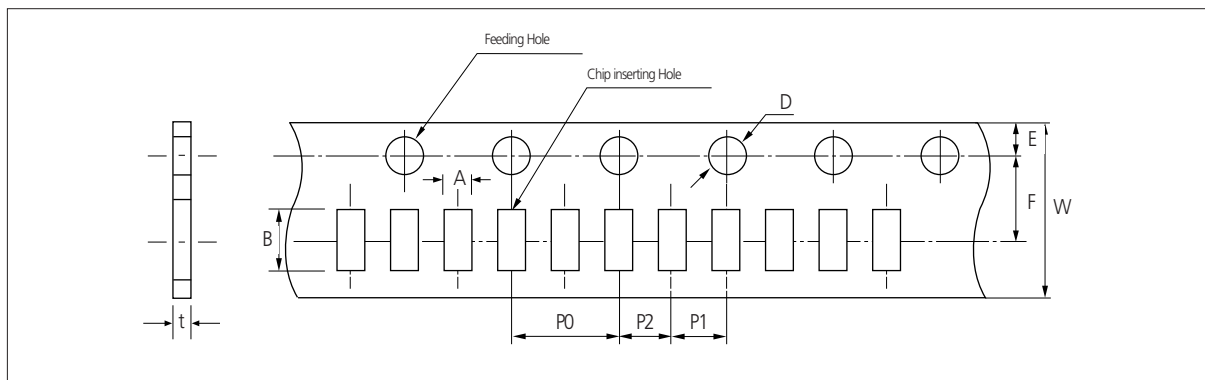 Feeding Hole
Chip inserting Hole
D
E
A
F
W
B
t
P0
P2
P1